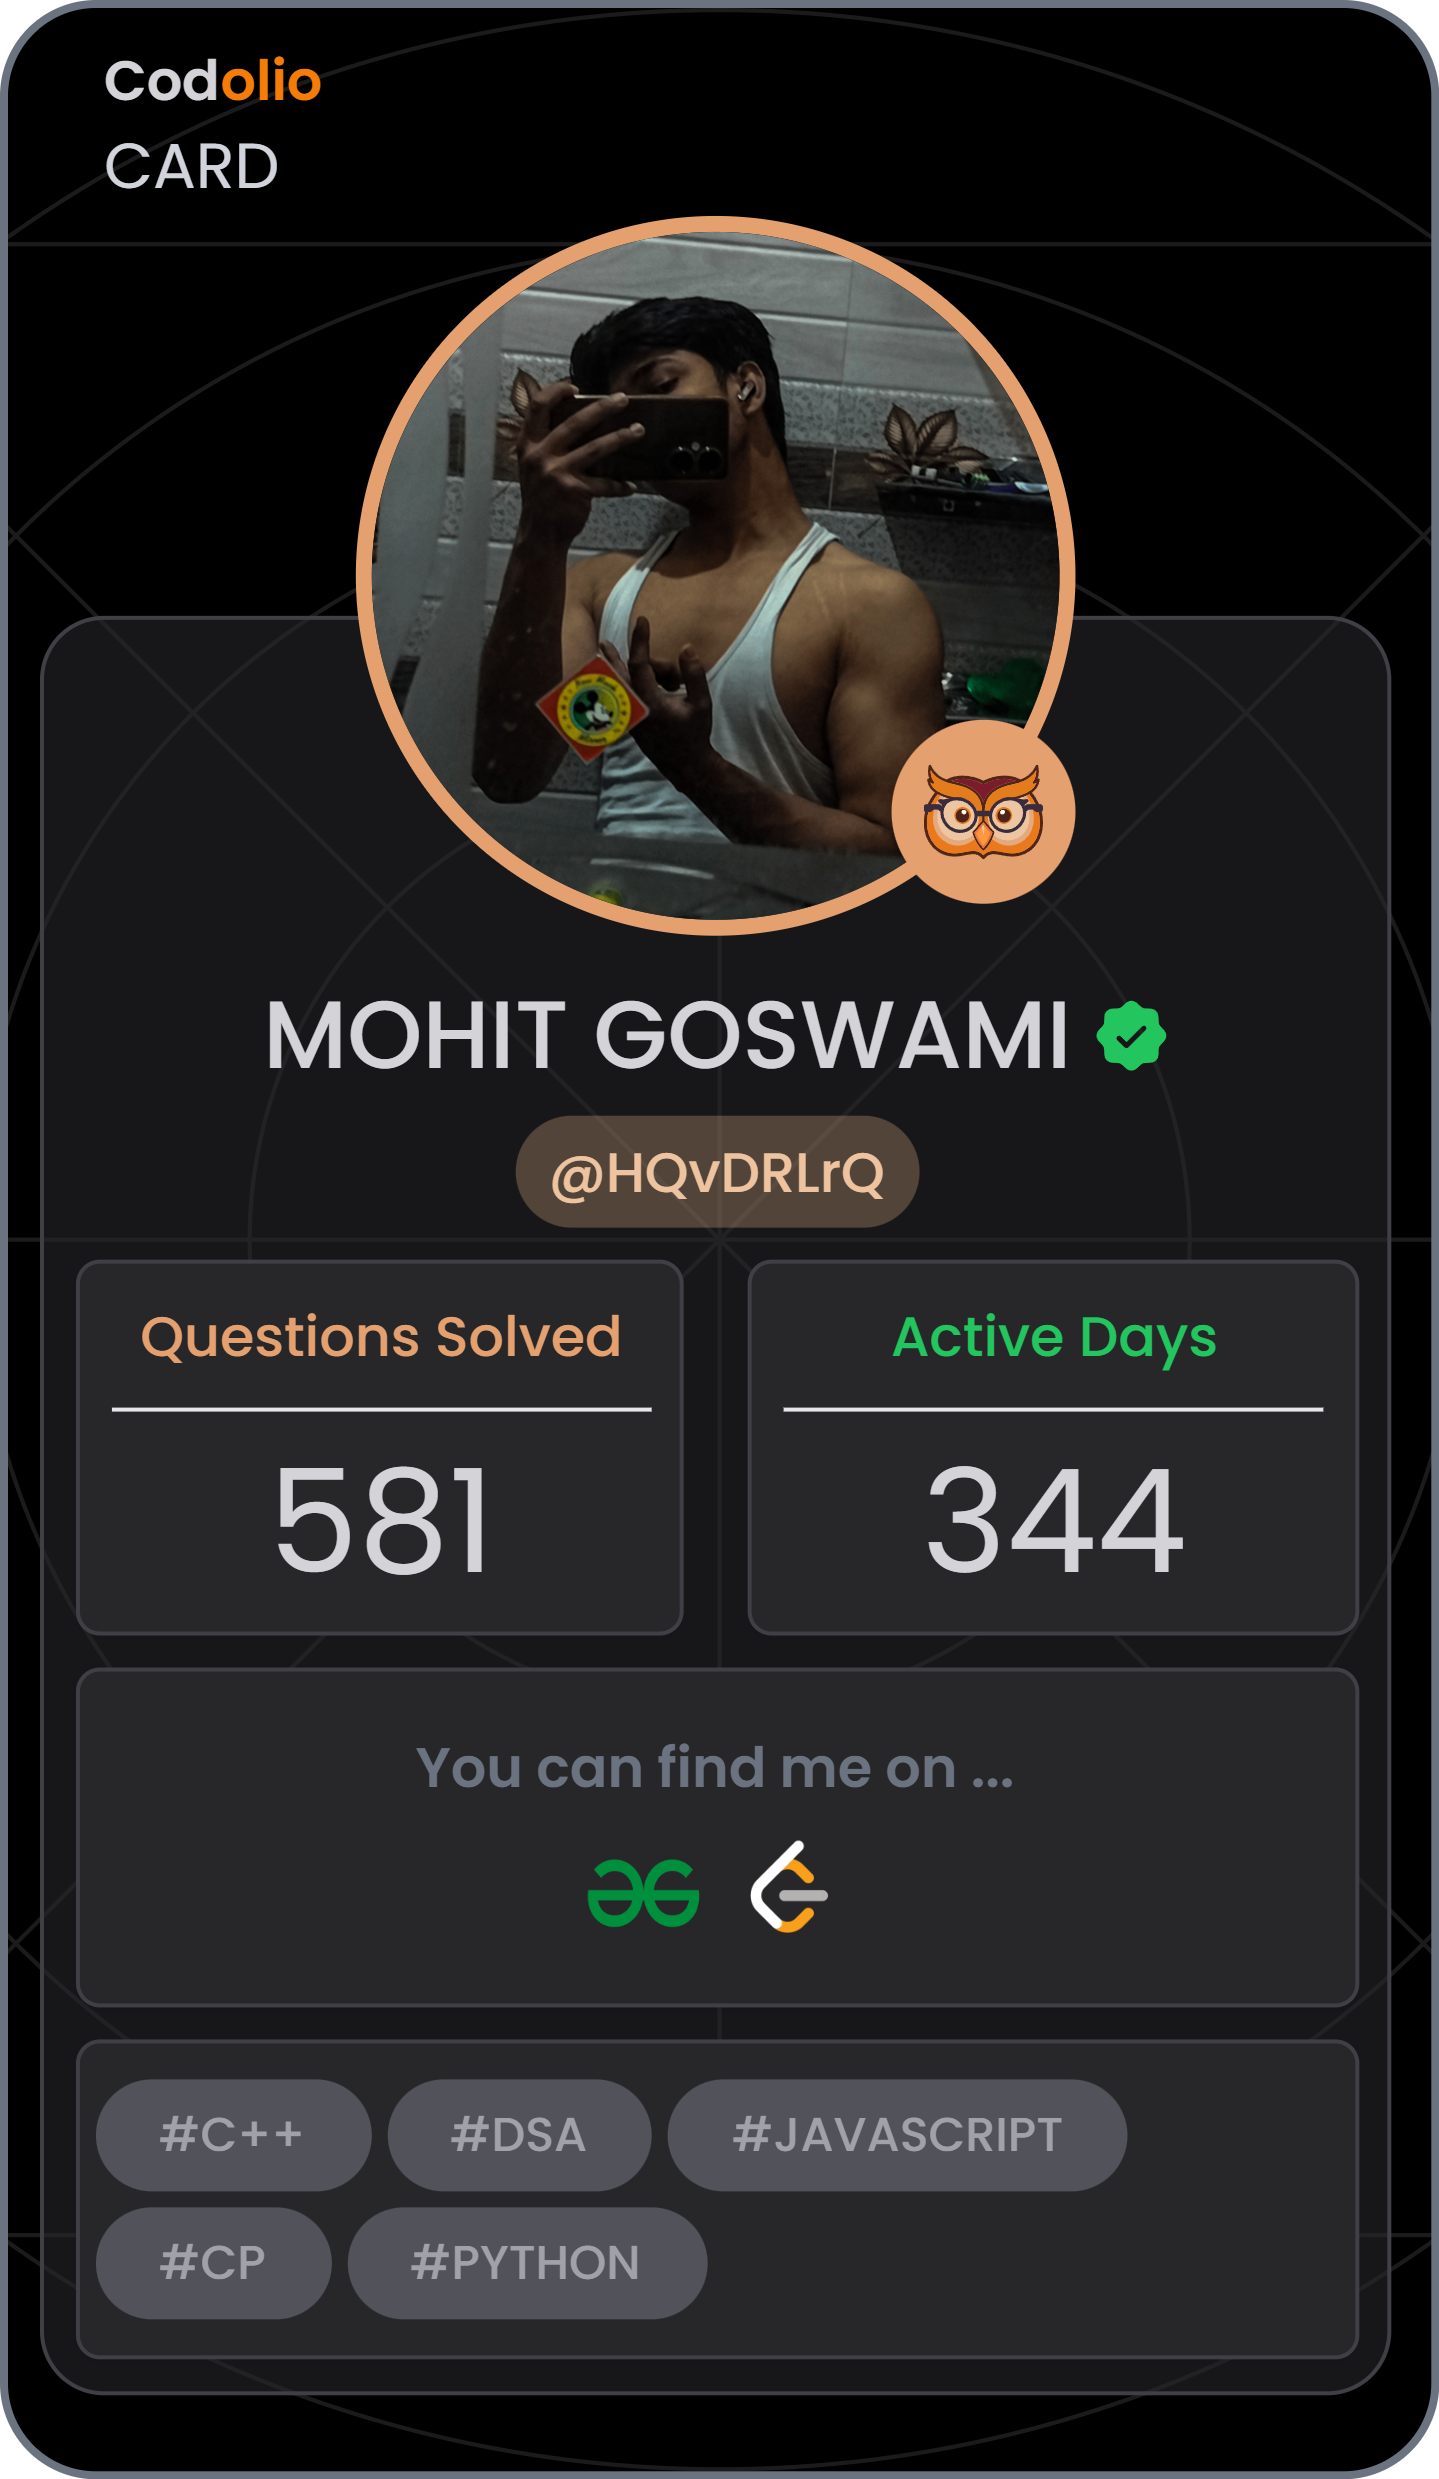 Codolio
CARD
MOHIT GOSWAMI
@HQvDRLrQ
Questions Solved
581
Active Days
344
You can find me on ...
#C++ #DSA #JAVASCRIPT
#CP #PYTHON